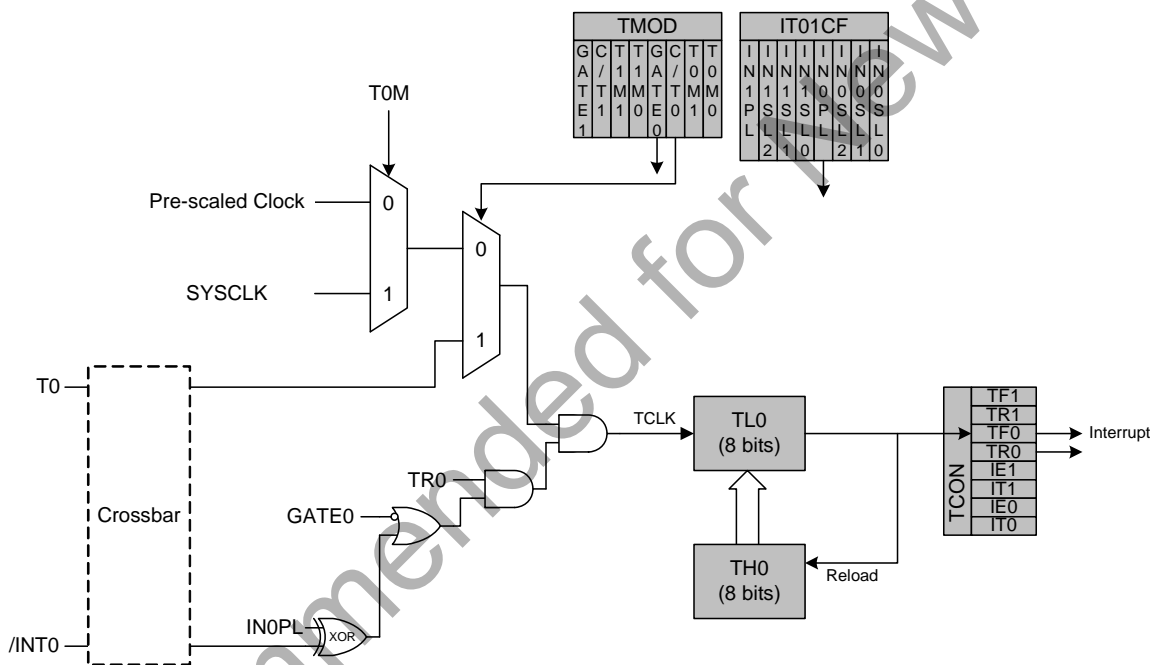 TMOD
IT01CF
GATE1
C/T1
T1M1
T1M0
GATE0
C/T0
T0M1
T0M0
IN1PL
IN1SL2
IN1SL1
IN1SL0
IN0PL
IN0SL2
IN0SL1
IN0SL0
T0M
Pre-scaled Clock
0
SYSCLK
1
0
1
T0
Crossbar
/INT0
TR0
GATE0
IN0PL
XOR
TCLK
TL0
(8 bits)
TH0
(8 bits)
Reload
TCON
TF1
TR1
TF0
TR0
IE1
IT1
IE0
IT0
Interrupt
mmended for New